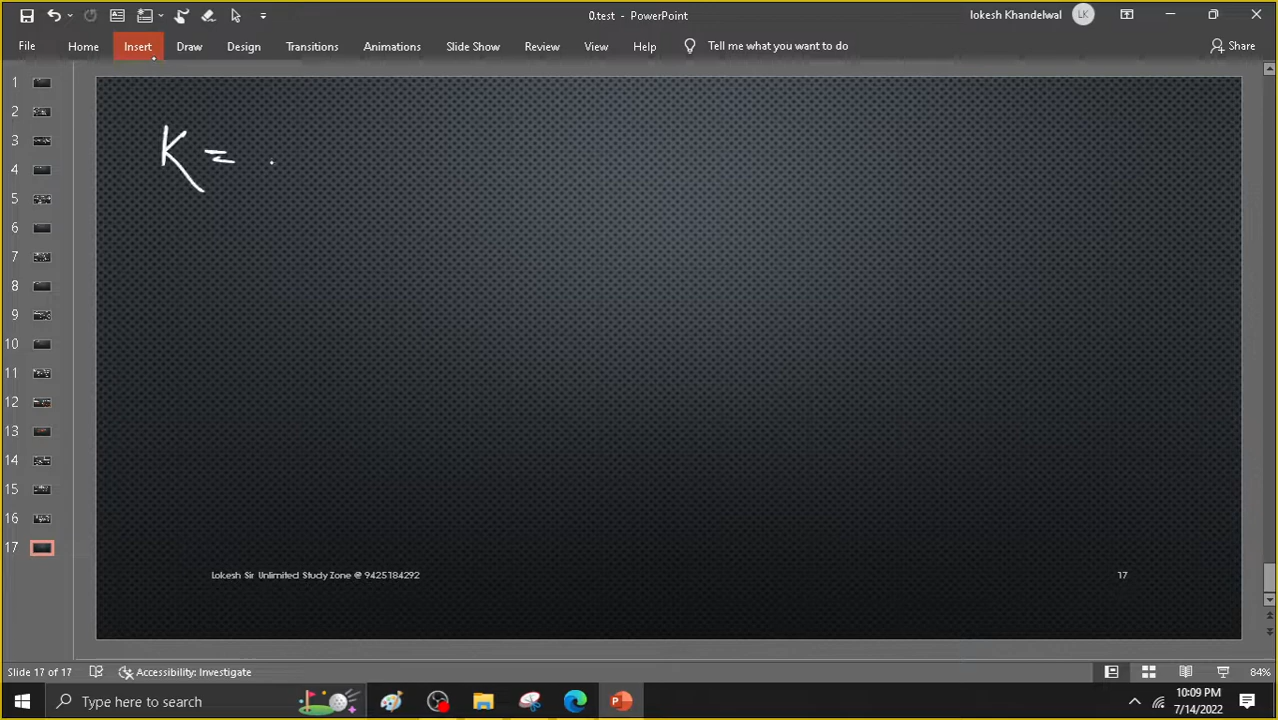 0.test - PowerPoint
lokesh Khandelwal LK
File Home Insert Draw Design Transitions Animations Slide Show Review View Help Tell me what you want to do Share
K =
1
2
3
4
5
6
7
8
9
10
11
12
13
14
15
16
17
Lokesh Sir Unlimited Study Zone @ 9425184292 17
Slide 17 of 17 Accessibility: Investigate 84%
Type here to search
10:09 PM
7/14/2022